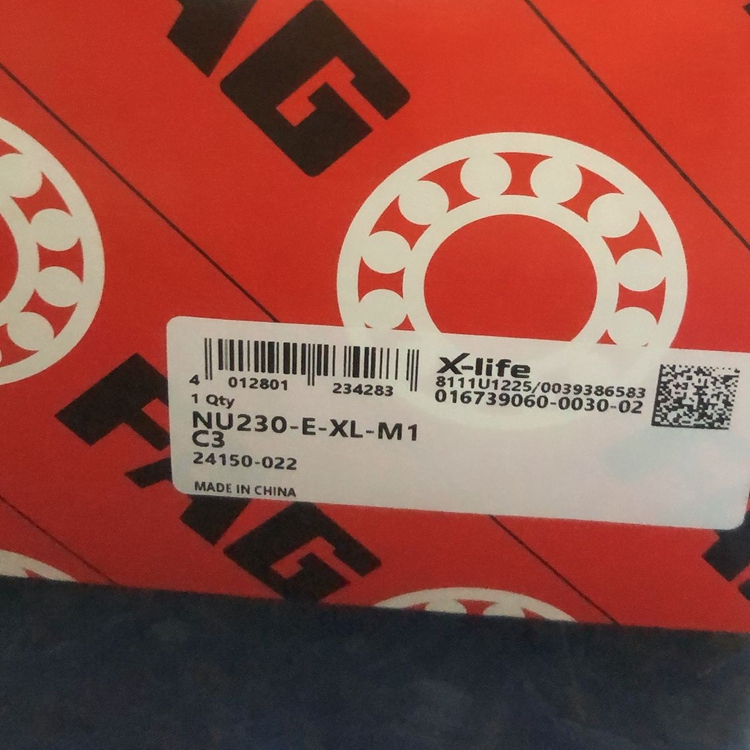 FAG
4 012801 234283
X-life
8111U1225/0039386583
016739060-0030-02
1 Qty
NU230-E-XL-M1
C3
24150-022
MADE IN CHINA
FAG